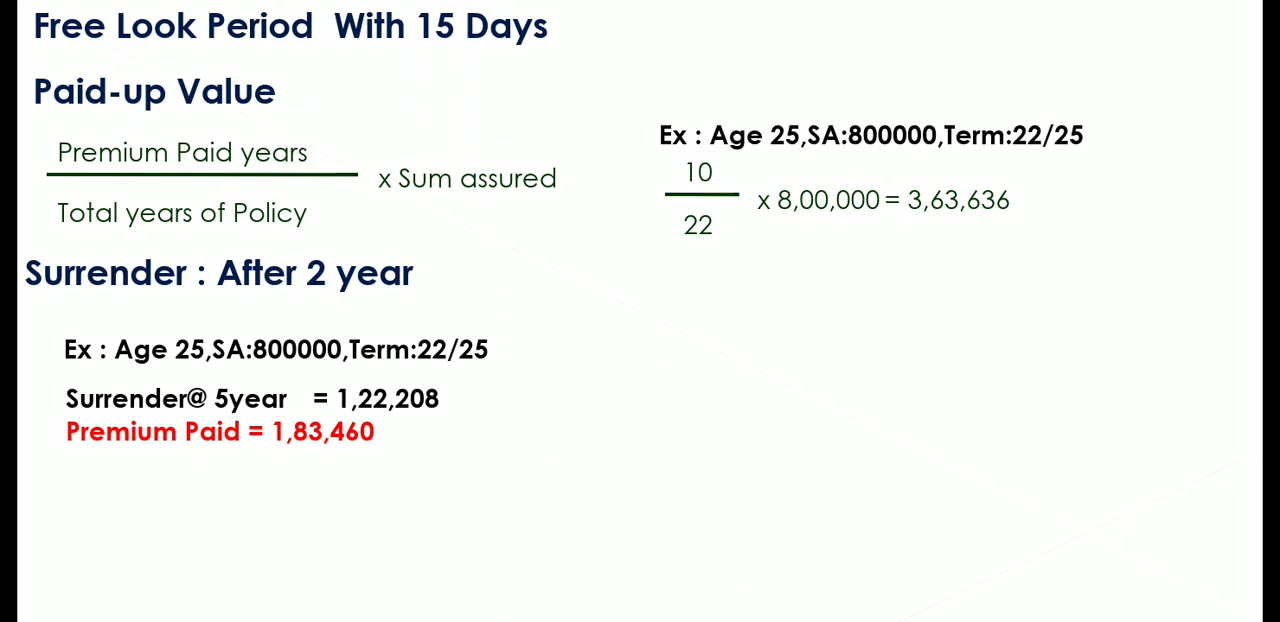 Free Look Period With 15 Days
Paid-up Value
Premium Paid years
x Sum assured
Total years of Policy
Ex : Age 25,SA:800000,Term:22/25
10
x 8,00,000 = 3,63,636
22
Surrender : After 2 year
Ex : Age 25,SA:800000,Term:22/25
Surrender@ 5year = 1,22,208
Premium Paid = 1,83,460